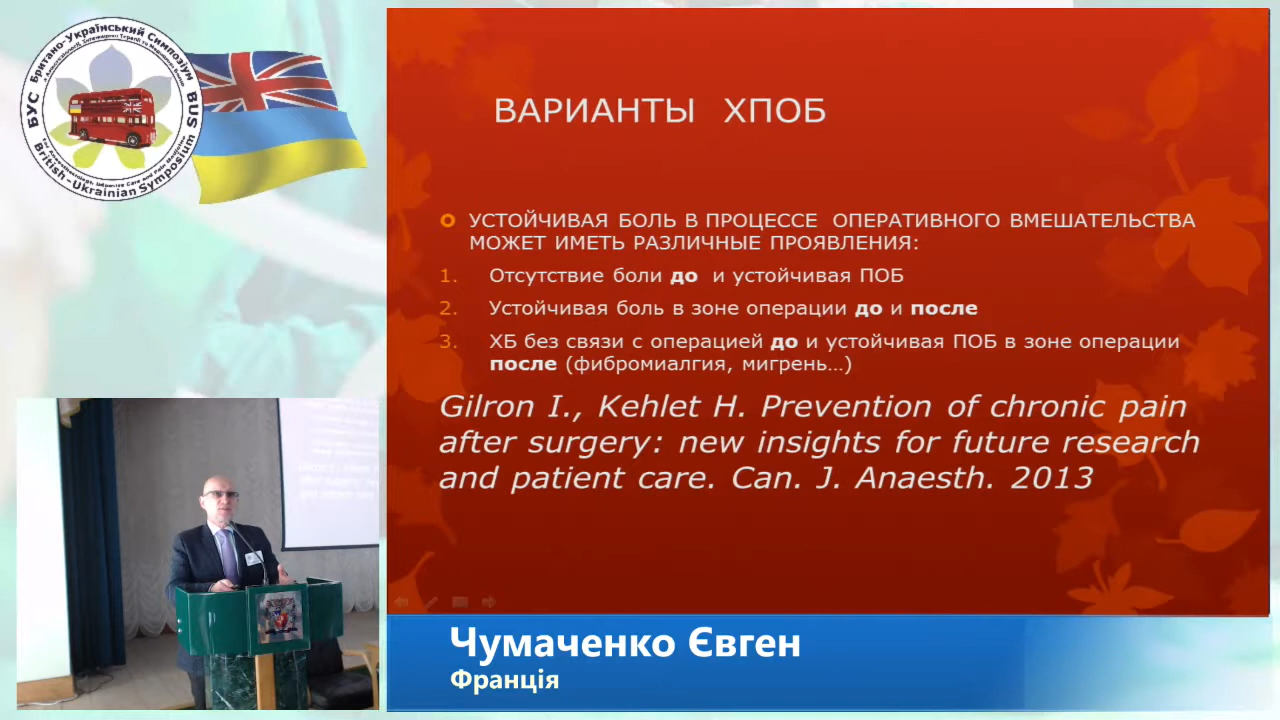 Британо-Український Симпозіум
БУС
BUS
British - Ukrainian Symposium
ВАРИАНТЫ ХПОБ
УСТОЙЧИВАЯ БОЛЬ В ПРОЦЕССЕ ОПЕРАТИВНОГО ВМЕШАТЕЛЬСТВА
МОЖЕТ ИМЕТЬ РАЗЛИЧНЫЕ ПРОЯВЛЕНИЯ:
1. Отсутствие боли до и устойчивая ПОБ
2. Устойчивая боль в зоне операции до и после
3. ХБ без связи с операцией до и устойчивая ПОБ в зоне операции
после (фибромиалгия, мигрень…)
Gilron I., Kehlet H. Prevention of chronic pain
after surgery: new insights for future research
and patient care. Can. J. Anaesth. 2013
Чумаченко Євген
Франція